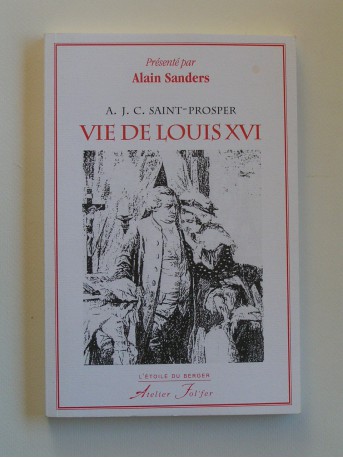 Présenté par
Alain Sanders
A. J. C. SAINT-PROSPER
VIE DE LOUIS XVI
L'ÉTOILE DU BERGER
Atelier Fol'fer